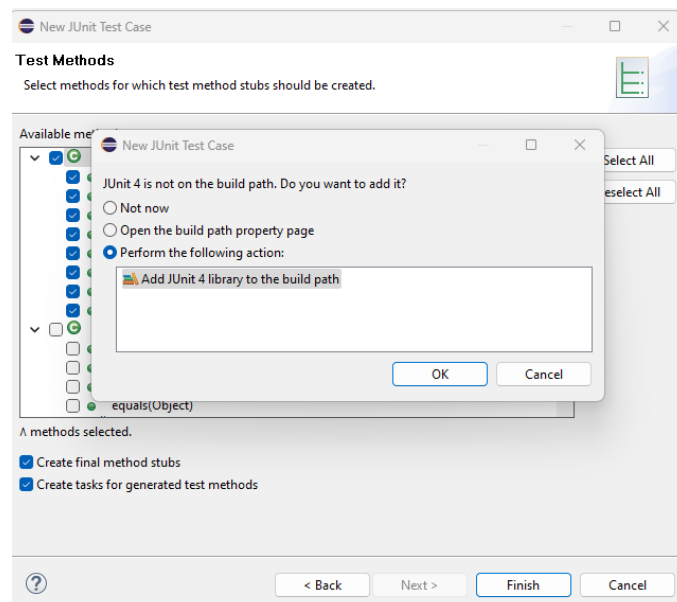 New JUnit Test Case
Test Methods
Select methods for which test method stubs should be created.
Available me
New JUnit Test Case
Select All
JUnit 4 is not on the build path. Do you want to add it?
eselect All
Not now
Open the build path property page
Perform the following action:
Add JUnit 4 library to the build path
OK Cancel
equals(Object)
methods selected.
Create final method stubs
Create tasks for generated test methods
< Back Next > Finish Cancel